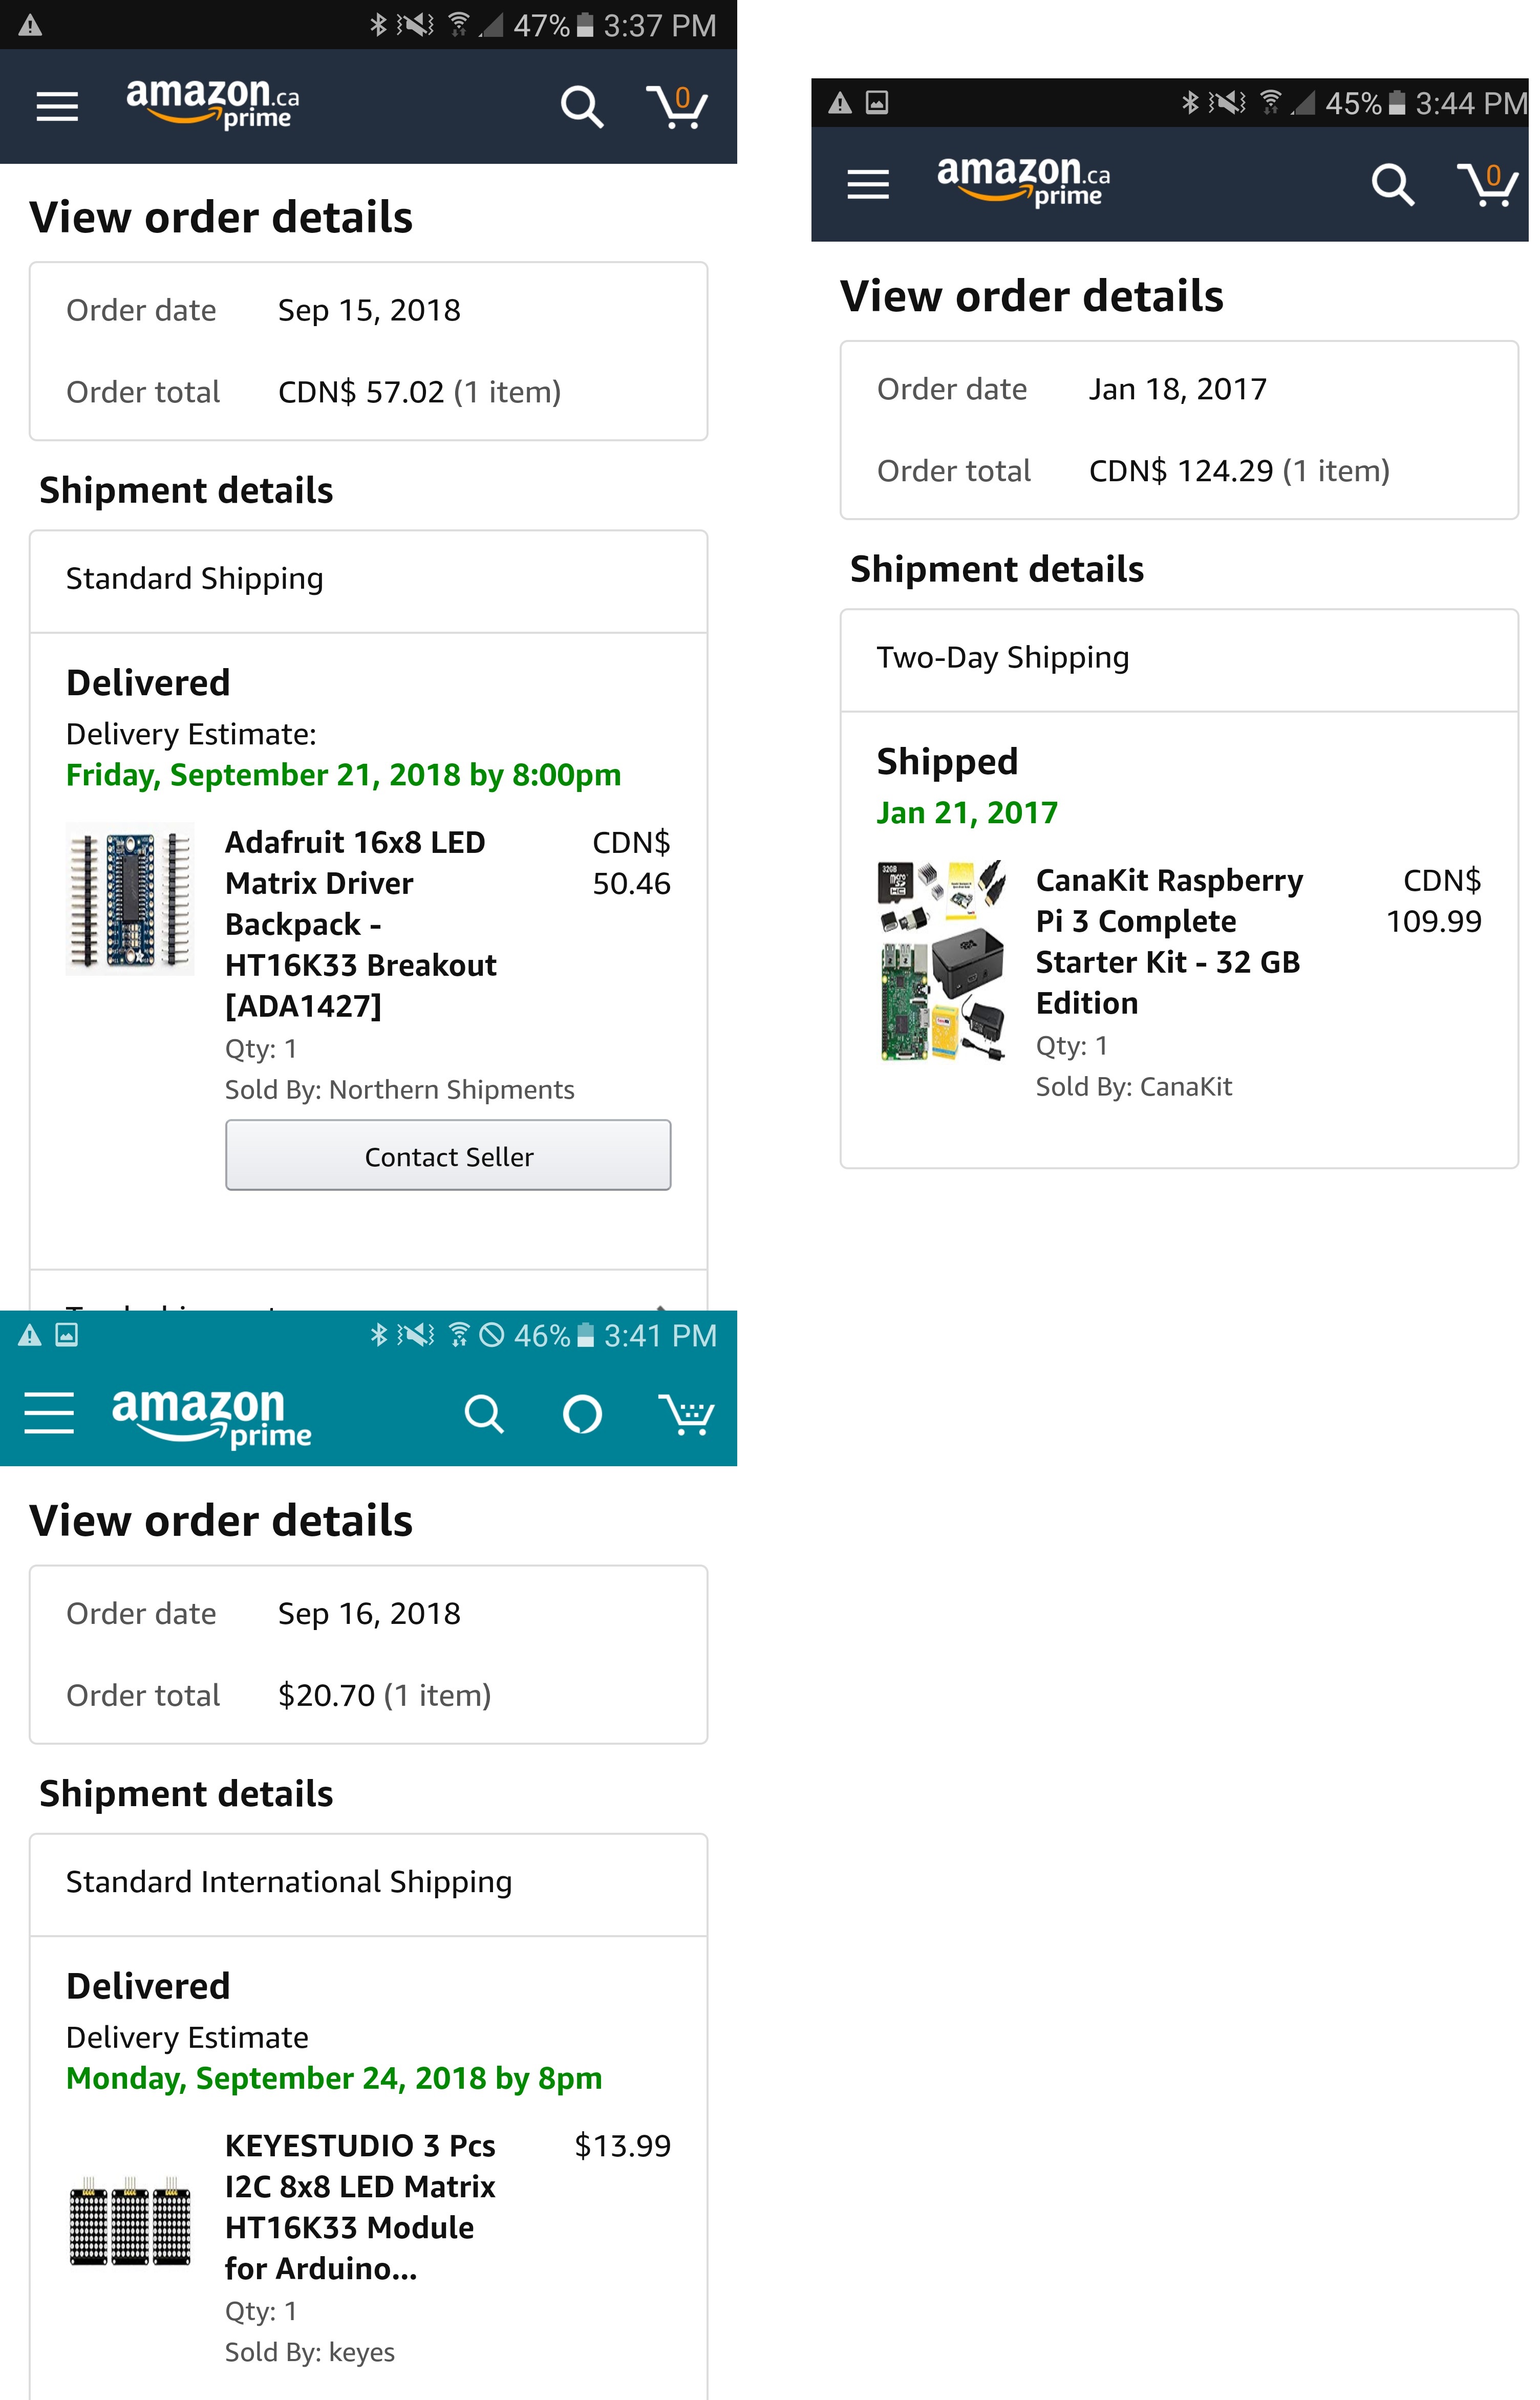 47% 3:37 PM
amazon.ca
prime
0
View order details
Order date Sep 15, 2018
Order total CDN$ 57.02 (1 item)
Shipment details
Standard Shipping
Delivered
Delivery Estimate:
Friday, September 21, 2018 by 8:00pm
Adafruit 16x8 LED CDN$
Matrix Driver 50.46
Backpack -
HT16K33 Breakout
[ADA1427]
Qty: 1
Sold By: Northern Shipments
Contact Seller
46% 3:41 PM
amazon
prime
View order details
Order date Sep 16, 2018
Order total $20.70 (1 item)
Shipment details
Standard International Shipping
Delivered
Delivery Estimate
Monday, September 24, 2018 by 8pm
KEYESTUDIO 3 Pcs $13.99
I2C 8x8 LED Matrix
HT16K33 Module
for Arduino...
Qty: 1
Sold By: keyes
45% 3:44 PM
amazon.ca
prime
0
View order details
Order date Jan 18, 2017
Order total CDN$ 124.29 (1 item)
Shipment details
Two-Day Shipping
Shipped
Jan 21, 2017
32GB
micro
CanaKit Raspberry CDN$
Pi 3 Complete 109.99
Starter Kit - 32 GB
Edition
Qty: 1
Sold By: CanaKit